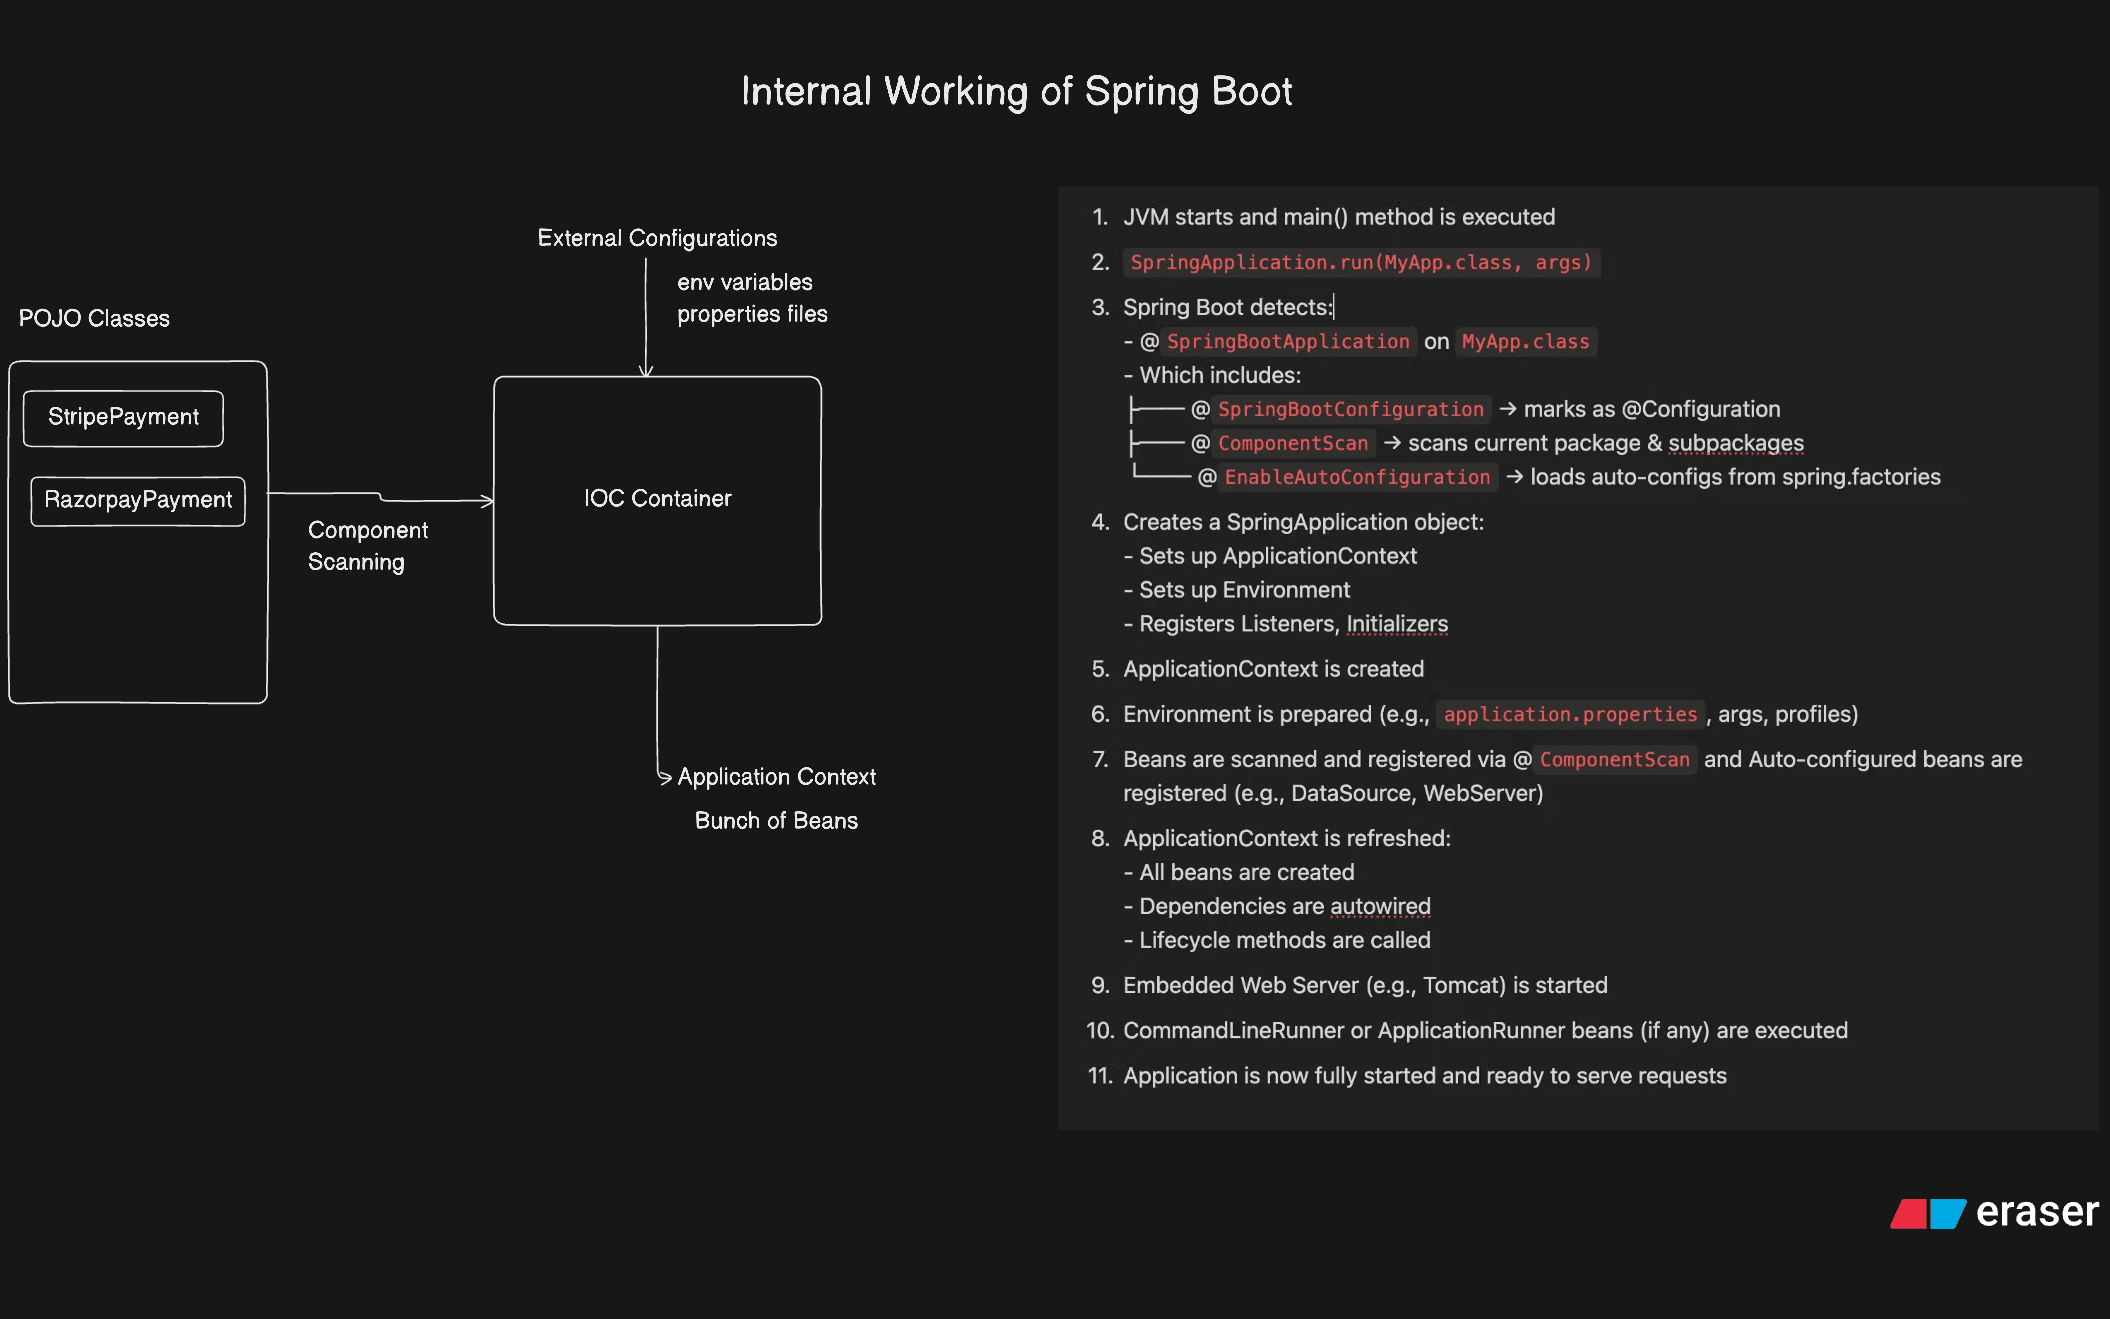 Internal Working of Spring Boot
External Configurations
env variables
properties files
POJO Classes
StripePayment
RazorpayPayment
Component
Scanning
IOC Container
Application Context
Bunch of Beans
1. JVM starts and main() method is executed
2. SpringApplication.run(MyApp.class, args)
3. Spring Boot detects:
- @ SpringBootApplication on MyApp.class
- Which includes:
├── @ SpringBootConfiguration → marks as @Configuration
├── @ ComponentScan → scans current package & subpackages
└── @ EnableAutoConfiguration → loads auto-configs from spring.factories
4. Creates a SpringApplication object:
- Sets up ApplicationContext
- Sets up Environment
- Registers Listeners, Initializers
5. ApplicationContext is created
6. Environment is prepared (e.g., application.properties , args, profiles)
7. Beans are scanned and registered via @ ComponentScan and Auto-configured beans are
registered (e.g., DataSource, WebServer)
8. ApplicationContext is refreshed:
- All beans are created
- Dependencies are autowired
- Lifecycle methods are called
9. Embedded Web Server (e.g., Tomcat) is started
10. CommandLineRunner or ApplicationRunner beans (if any) are executed
11. Application is now fully started and ready to serve requests
eraser